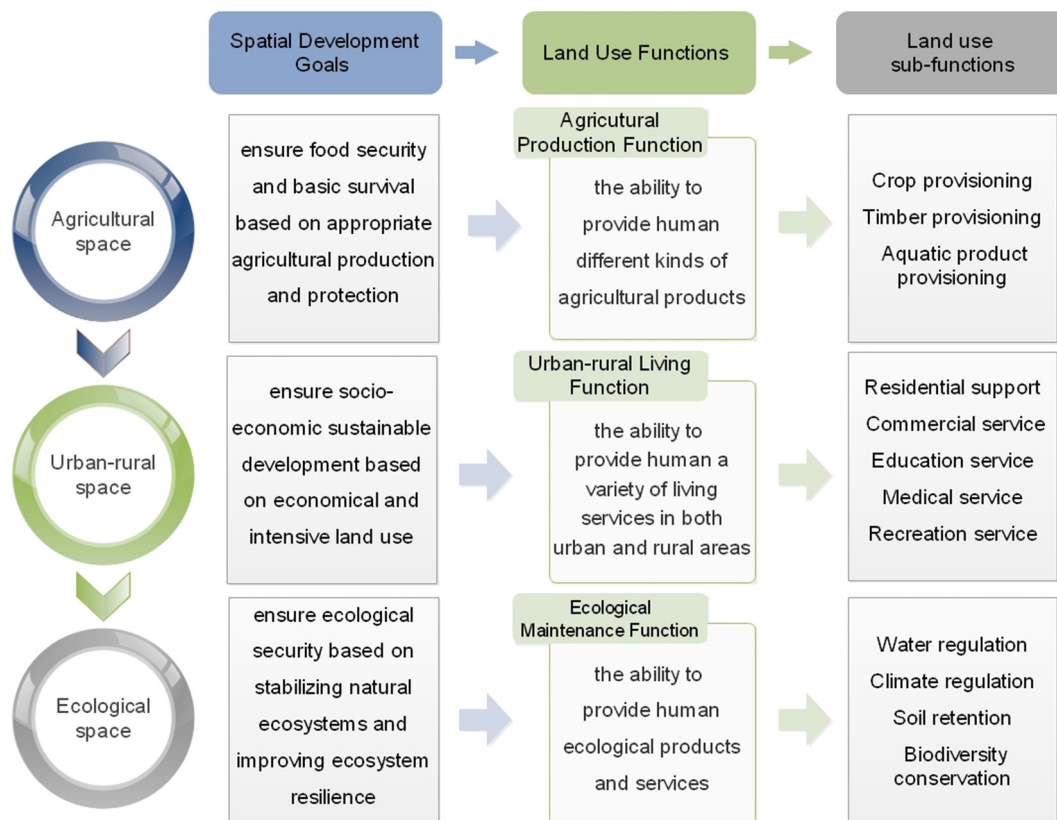 Spatial Development
Goals
Land Use Functions
Land use
sub-functions
Agricultural
space
ensure food security
and basic survival
based on appropriate
agricultural production
and protection
Agricutural
Production Function
the ability to
provide human
different kinds of
agricultural products
Crop provisioning
Timber provisioning
Aquatic product
provisioning
Urban-rural
space
ensure socio-
economic sustainable
development based
on economical and
intensive land use
Urban-rural Living
Function
the ability to
provide human a
variety of living
services in both
urban and rural areas
Residential support
Commercial service
Education service
Medical service
Recreation service
Ecological
space
ensure ecological
security based on
stabilizing natural
ecosystems and
improving ecosystem
resilience
Ecological
Maintenance Function
the ability to
provide human
ecological products
and services
Water regulation
Climate regulation
Soil retention
Biodiversity
conservation